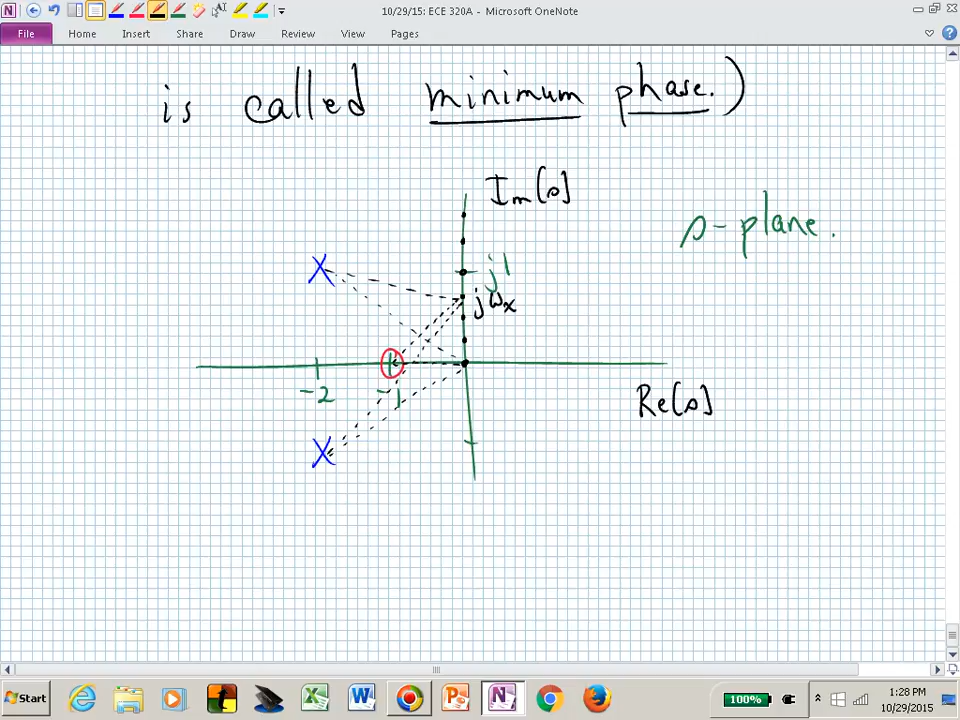 10/29/15: ECE 320A - Microsoft OneNote
File Home Insert Share Draw Review View Pages
is called minimum phase.)
Im[s]
s-plane.
X
j1
jωx
-2 -1
Re[s]
X
Start
100%
1:28 PM
10/29/2015